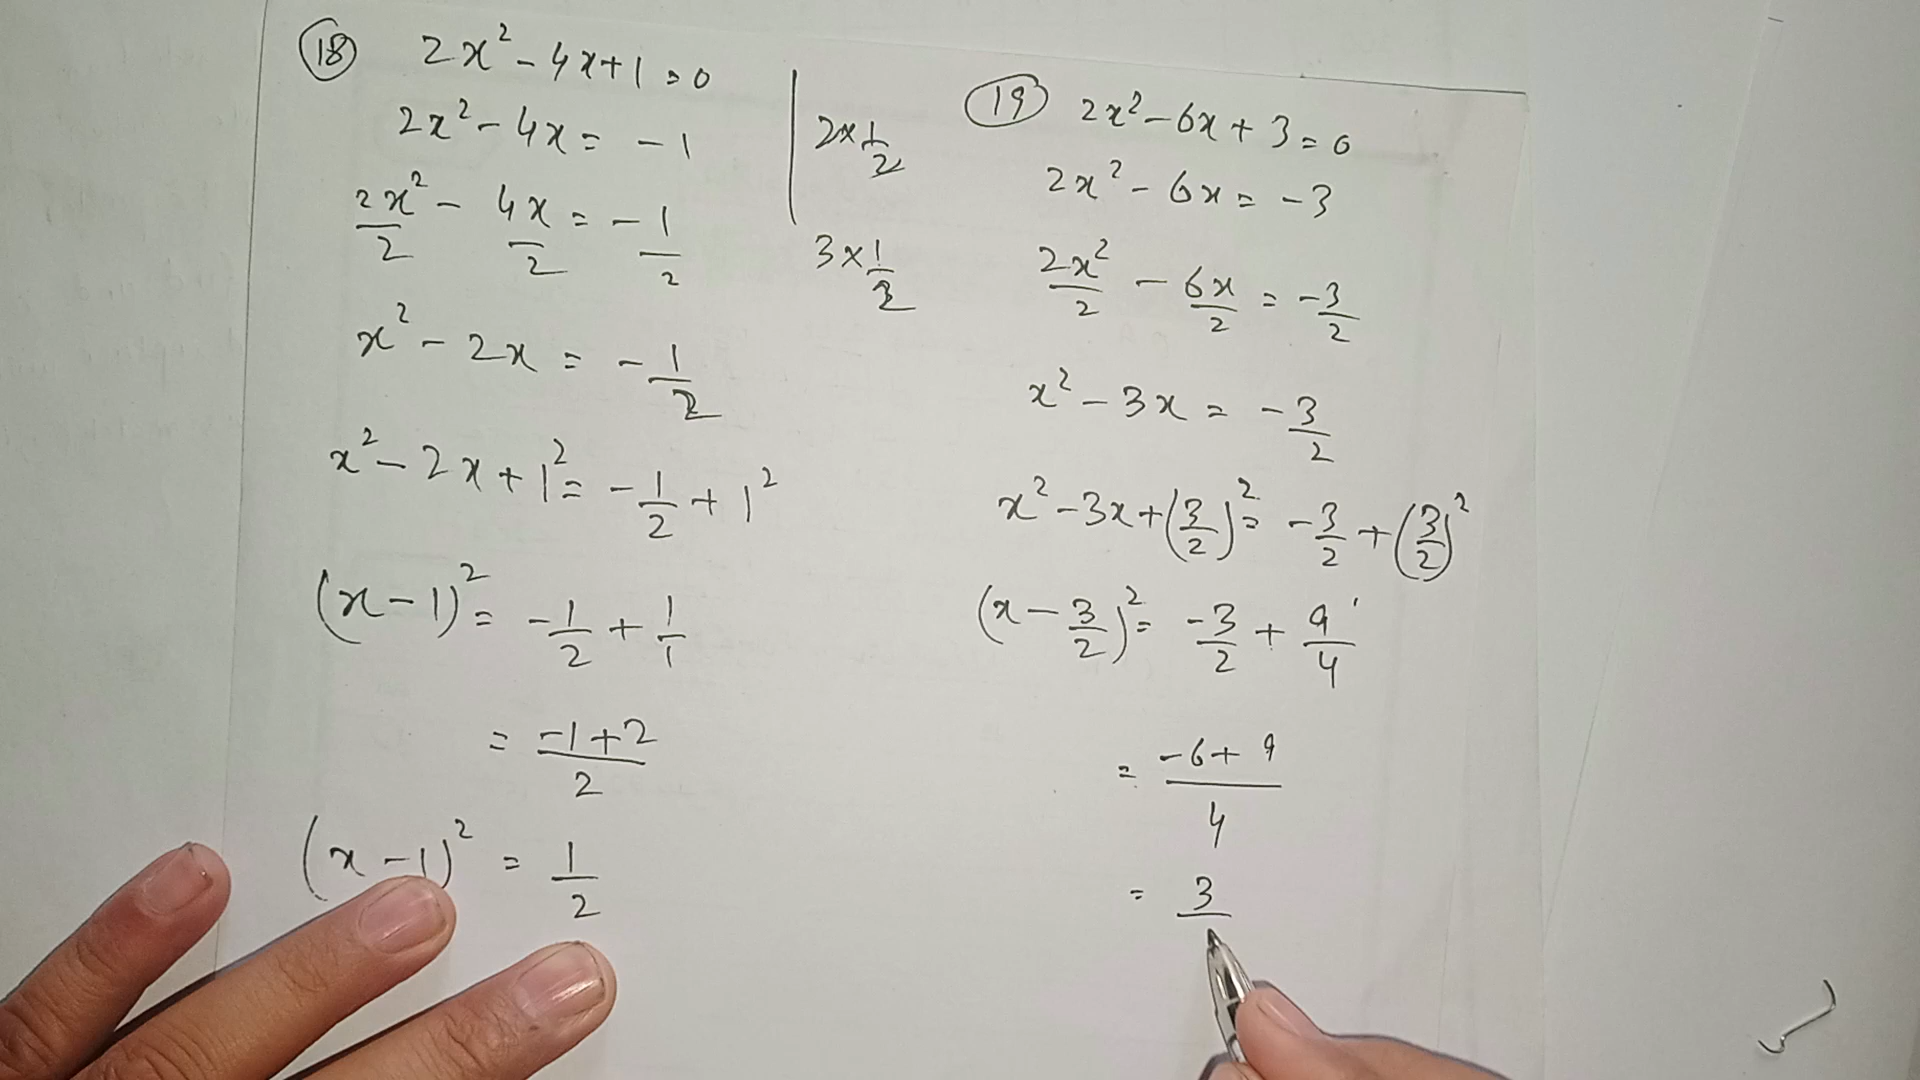 (18) 2x² - 4x + 1 = 0
2x² - 4x = - 1
2x²/2 - 4x/2 = - 1/2
x² - 2x = - 1/2
x² - 2x + 1² = - 1/2 + 1²
(x - 1)² = - 1/2 + 1/1
= -1+2/2
(x - 1)² = 1/2
2 × 1/2
3 × 1/2
(19) 2x² - 6x + 3 = 0
2x² - 6x = - 3
2x²/2 - 6x/2 = - 3/2
x² - 3x = - 3/2
x² - 3x + (3/2)² = - 3/2 + (3/2)²
(x - 3/2)² = - 3/2 + 9/4
= -6+9/4
= 3/